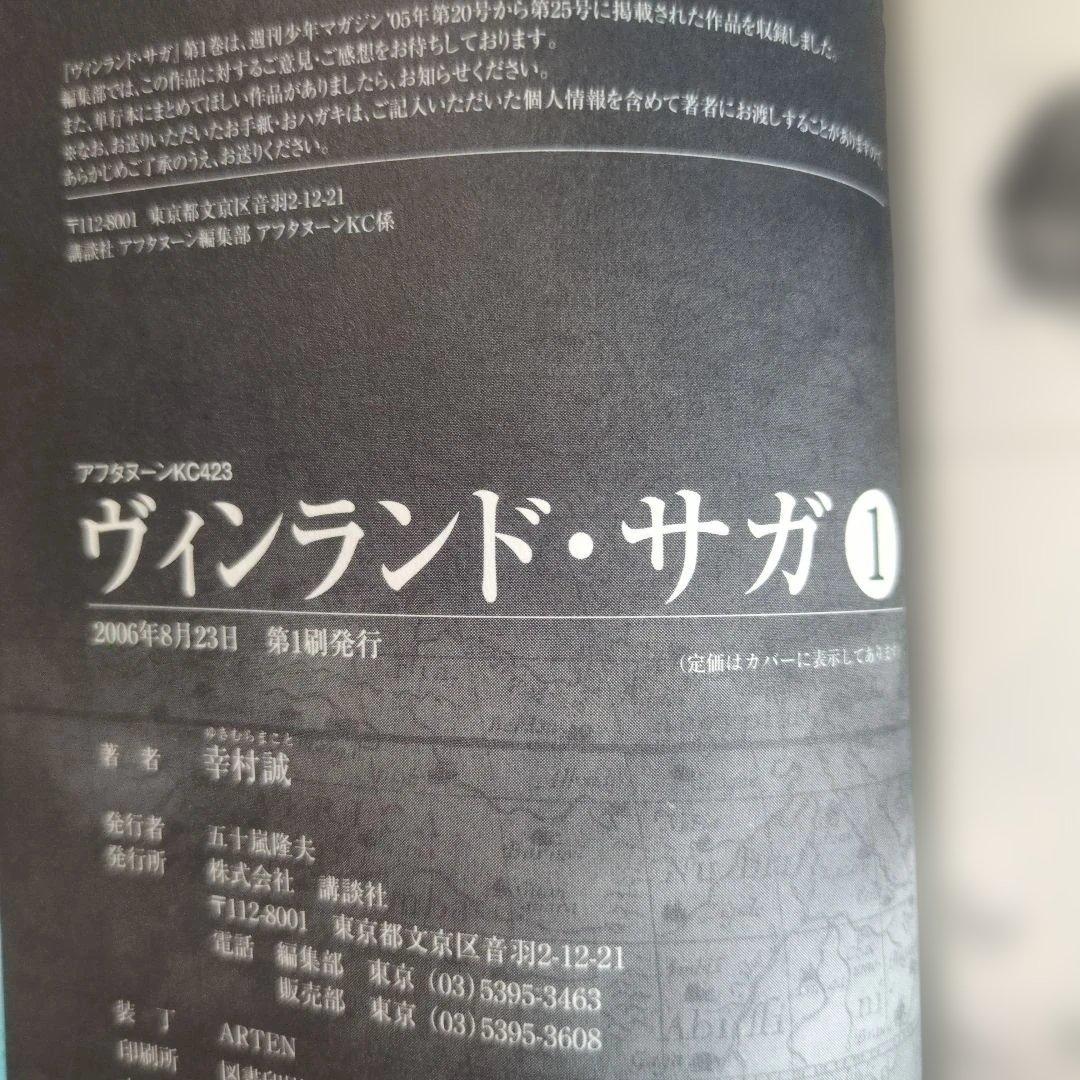 『ヴィンランド・サガ』第1巻は、週刊少年マガジン'05年第20号から第25号に掲載された作品を収録しました。
編集部では、この作品に対するご意見・ご感想をお待ちしております。
また、単行本にまとめてほしい作品がありましたら、お知らせください。
※なお、お送りいただいたお手紙・おハガキは、ご記入いただいた個人情報を含めて著者にお渡しすることがありますので、
あらかじめご了承のうえ、お送りください。
〒112-8001 東京都文京区音羽2-12-21
講談社 アフタヌーン編集部 アフタヌーンKC係
アフタヌーンKC423
ヴィンランド・サガ 1
2006年8月23日 第1刷発行
(定価はカバーに表示してあります
ゆきむらまこと
著者 幸村誠
発行者 五十嵐隆夫
発行所 株式会社 講談社
〒112-8001 東京都文京区音羽2-12-21
電話 編集部 東京 (03)5395-3463
販売部 東京 (03)5395-3608
装丁 ARTEN
印刷所